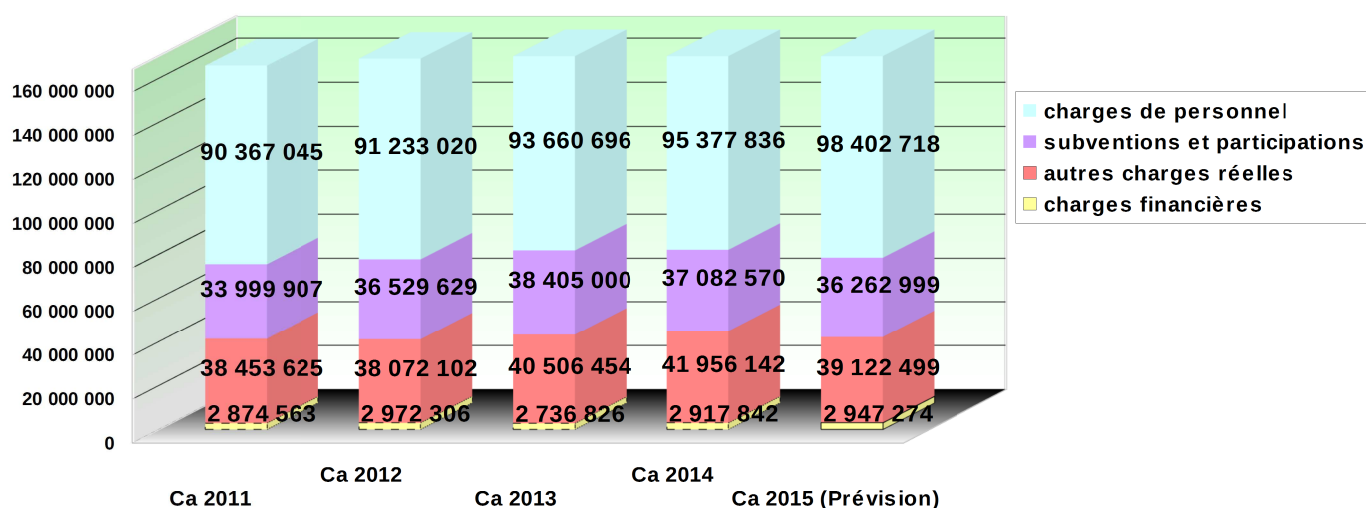 160 000 000
140 000 000
120 000 000
100 000 000
80 000 000
60 000 000
40 000 000
20 000 000
0
90 367 045
91 233 020
93 660 696
95 377 836
98 402 718
33 999 907
36 529 629
38 405 000
37 082 570
36 262 999
38 453 625
38 072 102
40 506 454
41 956 142
39 122 499
2 874 563
2 972 306
2 736 826
2 917 842
2 947 274
Ca 2011
Ca 2012
Ca 2013
Ca 2014
Ca 2015 (Prévision)
charges de personnel
subventions et participations
autres charges réelles
charges financières